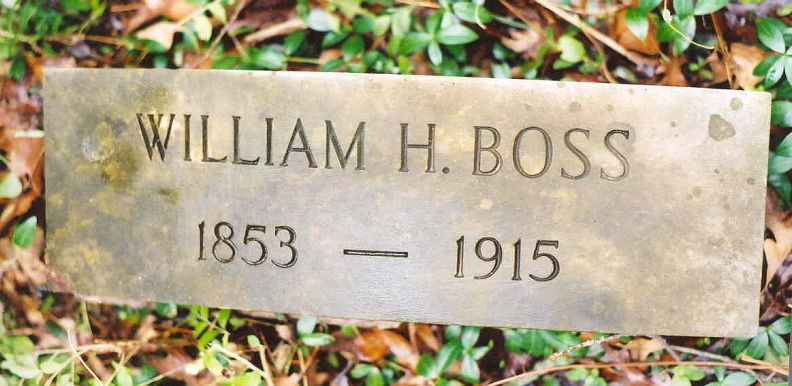 WILLIAM H. BOSS
1853 — 1915